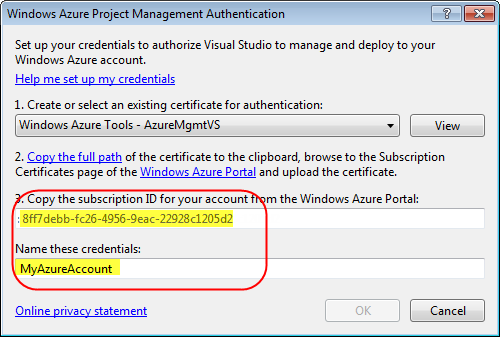 Windows Azure Project Management Authentication
Set up your credentials to authorize Visual Studio to manage and deploy to your
Windows Azure account.
Help me set up my credentials
1. Create or select an existing certificate for authentication:
Windows Azure Tools - AzureMgmtVS
View
2. Copy the full path of the certificate to the clipboard, browse to the Subscription
Certificates page of the Windows Azure Portal and upload the certificate.
3. Copy the subscription ID for your account from the Windows Azure Portal:
8ff7debb-fc26-4956-9eac-22928c1205d2
Name these credentials:
MyAzureAccount
Online privacy statement
OK
Cancel